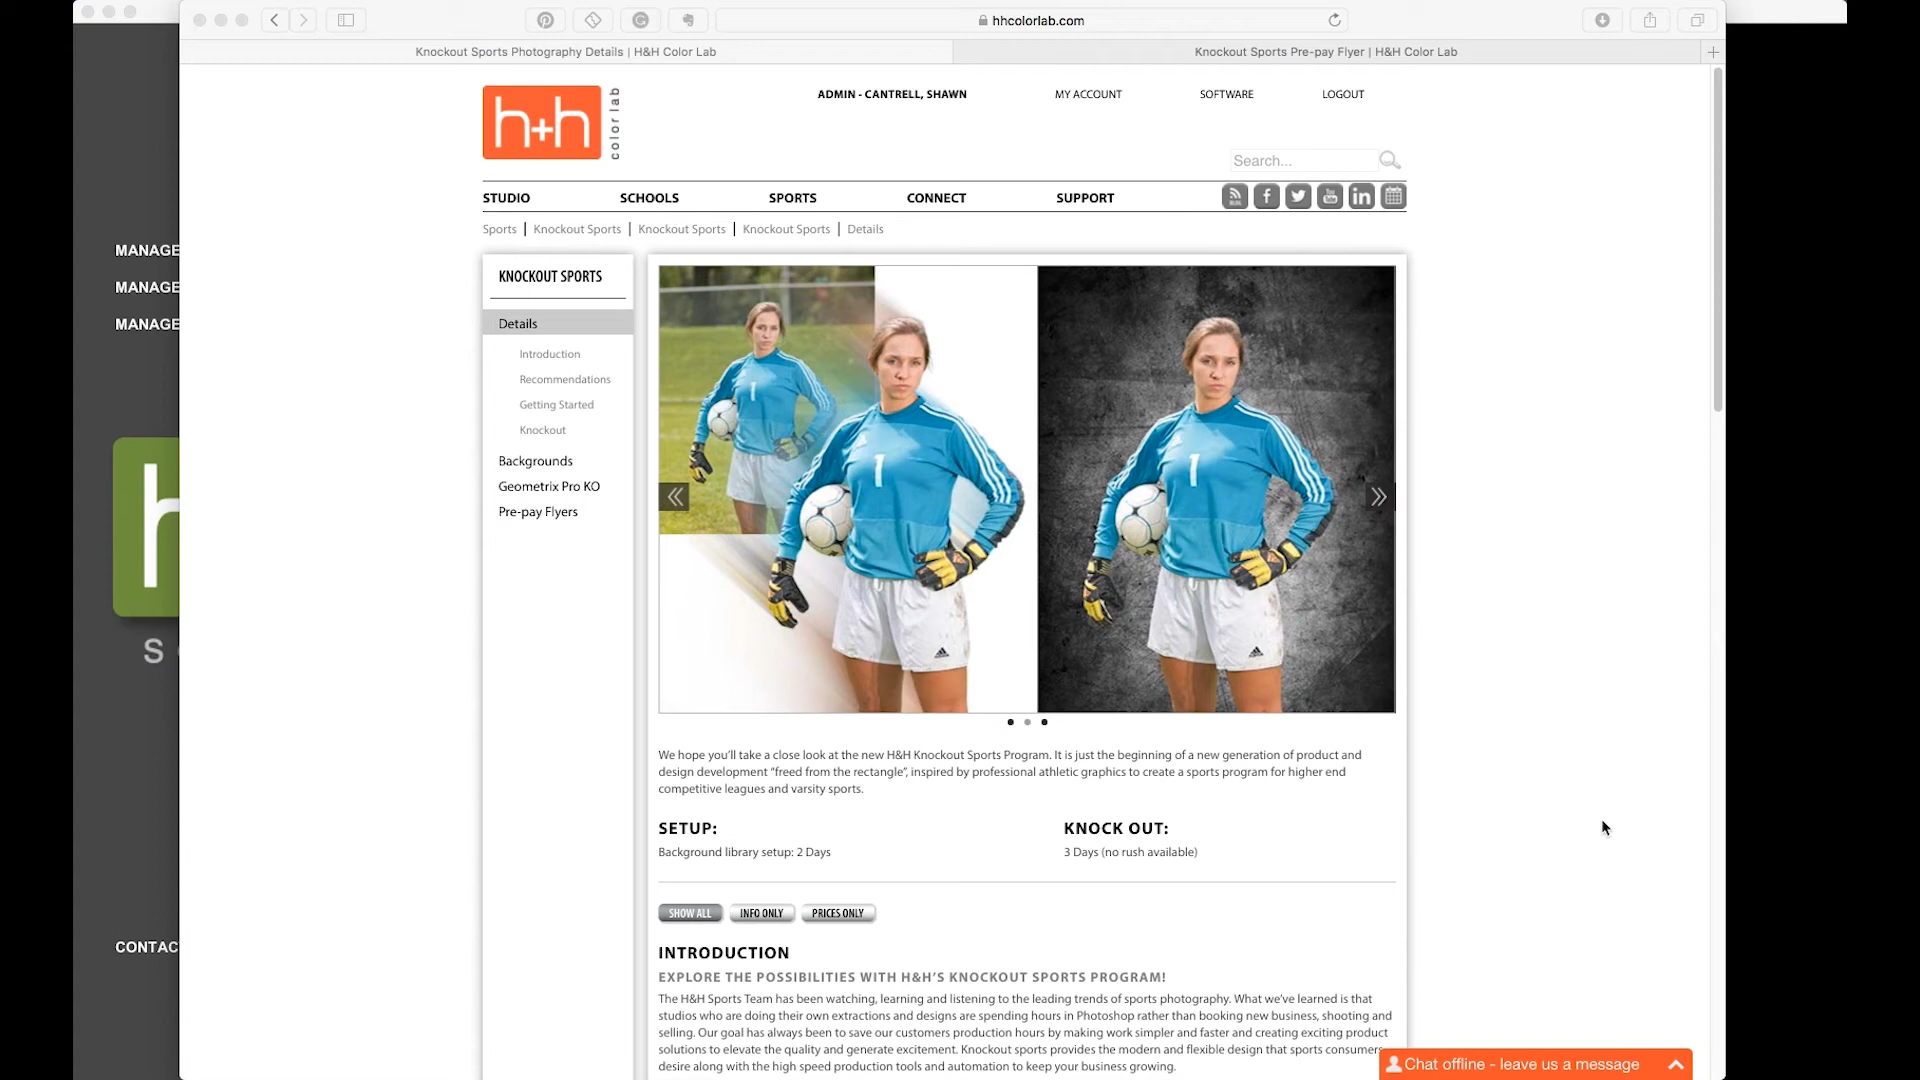 hhcolorlab.com
Knockout Sports Photography Details | H&H Color Lab
Knockout Sports Pre-pay Flyer | H&H Color Lab
h+h
color lab
ADMIN - CANTRELL, SHAWN
MY ACCOUNT
SOFTWARE
LOGOUT
Search...
STUDIO
SCHOOLS
SPORTS
CONNECT
SUPPORT
Sports | Knockout Sports | Knockout Sports | Knockout Sports | Details
MANAGE
MANAGE
MANAGE
h
S
CONTAC
KNOCKOUT SPORTS
Details
Introduction
Recommendations
Getting Started
Knockout
Backgrounds
Geometrix Pro KO
Pre-pay Flyers
1
1
1
We hope you'll take a close look at the new H&H Knockout Sports Program. It is just the beginning of a new generation of product and
design development "freed from the rectangle", inspired by professional athletic graphics to create a sports program for higher end
competitive leagues and varsity sports.
SETUP:
Background library setup: 2 Days
KNOCK OUT:
3 Days (no rush available)
SHOW ALL
INFO ONLY
PRICES ONLY
INTRODUCTION
EXPLORE THE POSSIBILITIES WITH H&H'S KNOCKOUT SPORTS PROGRAM!
The H&H Sports Team has been watching, learning and listening to the leading trends of sports photography. What we've learned is that
studios who are doing their own extractions and designs are spending hours in Photoshop rather than booking new business, shooting and
selling. Our goal has always been to save our customers production hours by making work simpler and faster and creating exciting product
solutions to elevate the quality and generate excitement. Knockout sports provides the modern and flexible design that sports consumers
desire along with the high speed production tools and automation to keep your business growing.
Chat offline - leave us a message